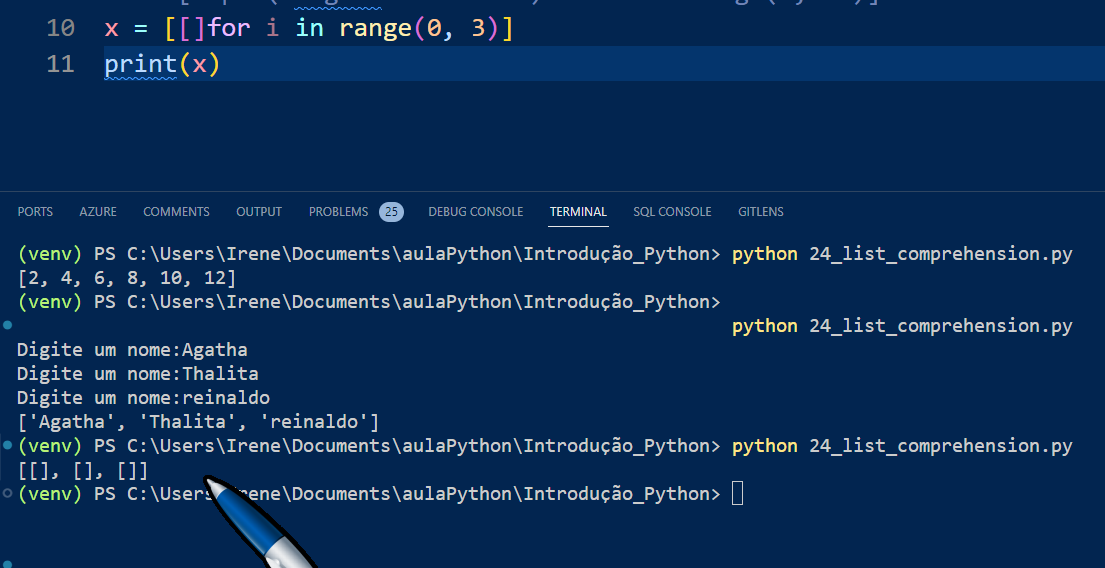 10 x = [[]for i in range(0, 3)]
11 print(x)
PORTS AZURE COMMENTS OUTPUT PROBLEMS 25 DEBUG CONSOLE TERMINAL SQL CONSOLE GITLENS
(venv) PS C:\Users\Irene\Documents\aulaPython\Introdução_Python> python 24_list_comprehension.py
[2, 4, 6, 8, 10, 12]
(venv) PS C:\Users\Irene\Documents\aulaPython\Introdução_Python>
python 24_list_comprehension.py
Digite um nome:Agatha
Digite um nome:Thalita
Digite um nome:reinaldo
['Agatha', 'Thalita', 'reinaldo']
(venv) PS C:\Users\Irene\Documents\aulaPython\Introdução_Python> python 24_list_comprehension.py
[[], [], []]
(venv) PS C:\Users\Irene\Documents\aulaPython\Introdução_Python>